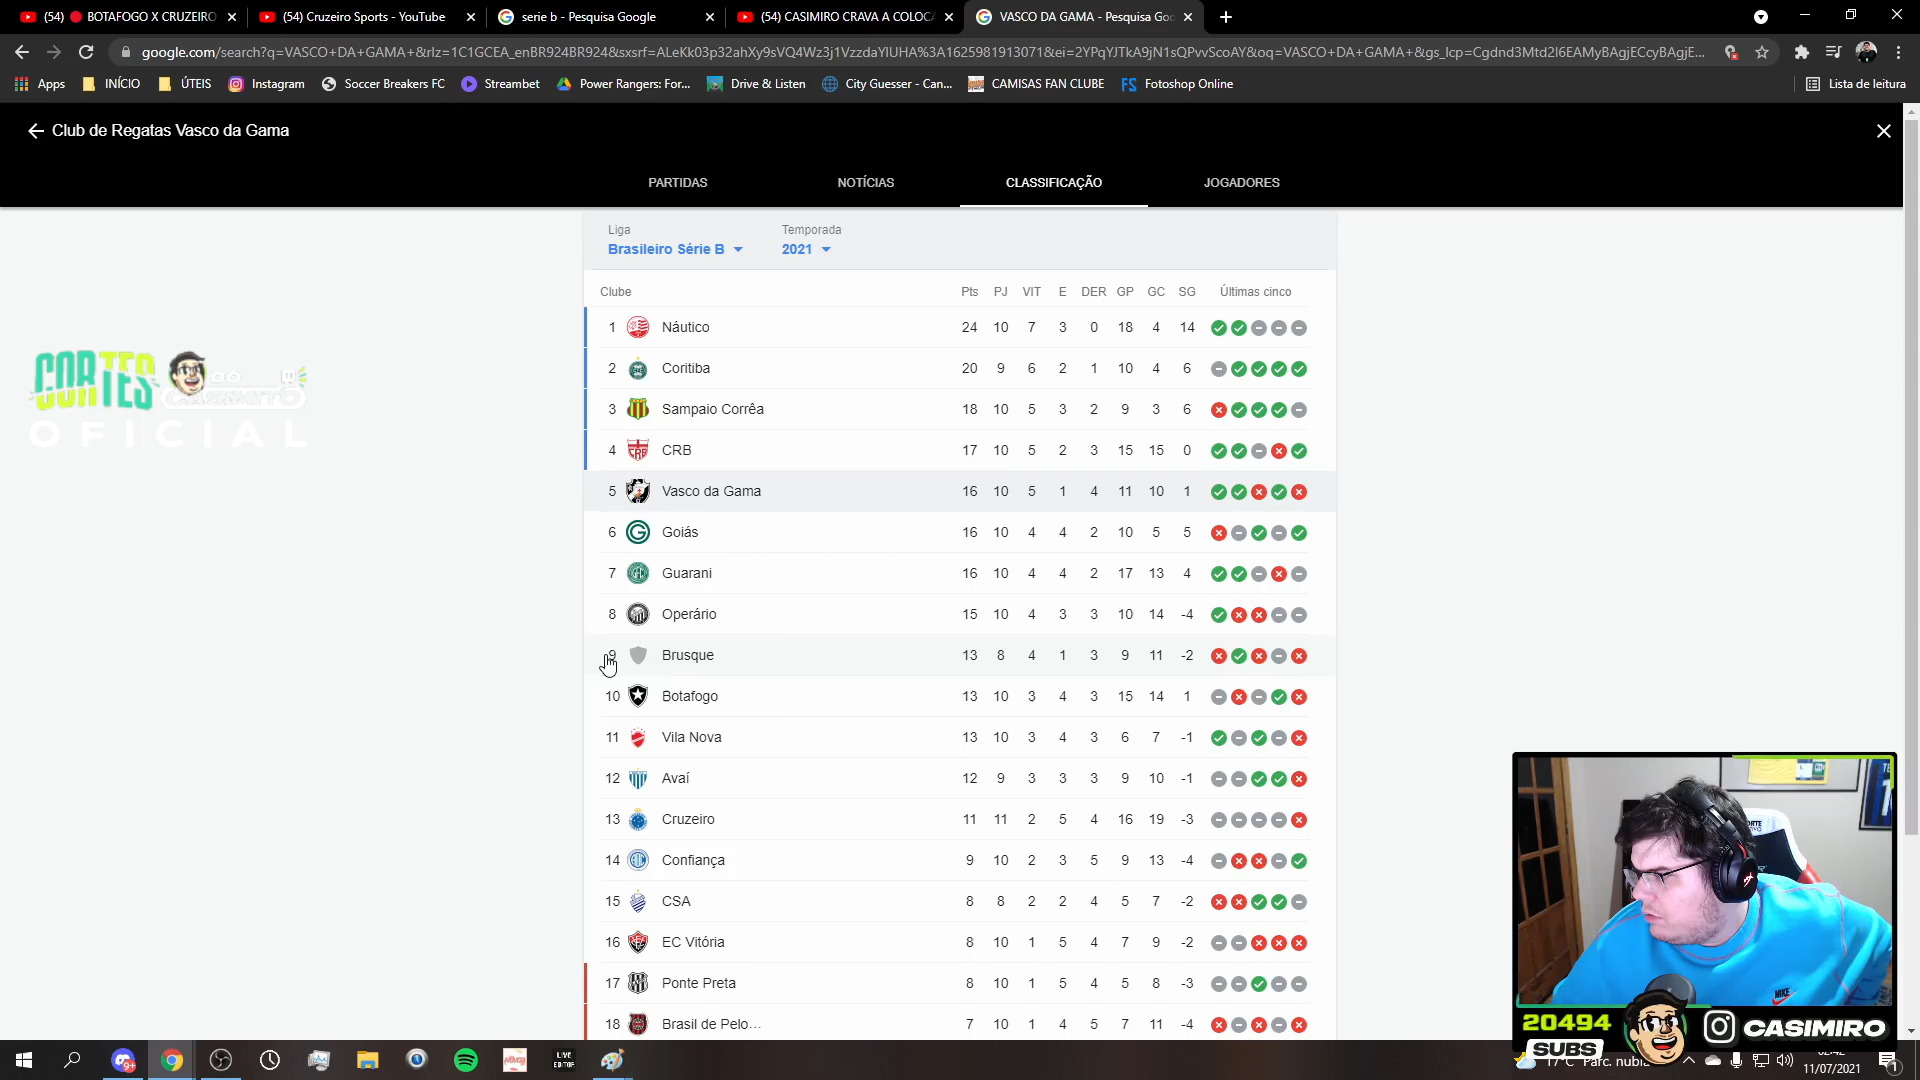 (54) BOTAFOGO X CRUZEIRO
(54) Cruzeiro Sports - YouTube
serie b - Pesquisa Google
(54) CASIMIRO CRAVA A COLOCA
VASCO DA GAMA - Pesquisa Goo
google.com/search?q=VASCO+DA+GAMA+&rlz=1C1GCEA_enBR924BR924&sxsrf=ALeKk03p32ahXy9sVQ4Wz3j1VzzdaYIUHA%3A1625981913071&ei=2YPqYJTkA9jN1sQPvvScoAY&oq=VASCO+DA+GAMA+&gs_lcp=Cgdnd3Mtd2l6EAMyBAgjECcyBAgjE...
Apps
INÍCIO
ÚTEIS
Instagram
Soccer Breakers FC
Streambet
Power Rangers: For...
Drive & Listen
City Guesser - Can...
CAMISAS FAN CLUBE
FS Fotoshop Online
Lista de leitura
Club de Regatas Vasco da Gama
PARTIDAS NOTÍCIAS CLASSIFICAÇÃO JOGADORES
Liga Temporada
Brasileiro Série B 2021
Clube Pts PJ VIT E DER GP GC SG Últimas cinco
1 Náutico 24 10 7 3 0 18 4 14
2 Coritiba 20 9 6 2 1 10 4 6
3 Sampaio Corrêa 18 10 5 3 2 9 3 6
4 CRB 17 10 5 2 3 15 15 0
5 Vasco da Gama 16 10 5 1 4 11 10 1
6 Goiás 16 10 4 4 2 10 5 5
7 Guarani 16 10 4 4 2 17 13 4
8 Operário 15 10 4 3 3 10 14 -4
9 Brusque 13 8 4 1 3 9 11 -2
10 Botafogo 13 10 3 4 3 15 14 1
11 Vila Nova 13 10 3 4 3 6 7 -1
12 Avaí 12 9 3 3 3 9 10 -1
13 Cruzeiro 11 11 2 5 4 16 19 -3
14 Confiança 9 10 2 3 5 9 13 -4
15 CSA 8 8 2 2 4 5 7 -2
16 EC Vitória 8 10 1 5 4 7 9 -2
17 Ponte Preta 8 10 1 5 4 5 8 -3
18 Brasil de Pelo... 7 10 1 4 5 7 11 -4
CORTES DO CASIMITO
OFICIAL
20494
SUBS
CASIMIRO
17°C Parc. nubla
11/07/2021
LIVE
EDITOR